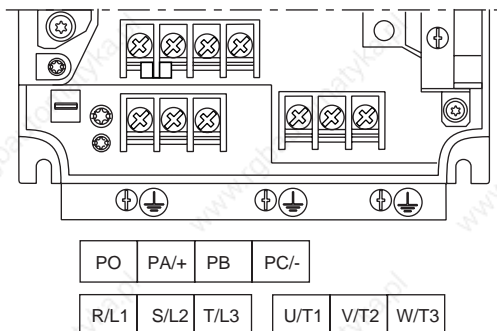 PO PA/+ PB PC/-
R/L1 S/L2 T/L3 U/T1 V/T2 W/T3